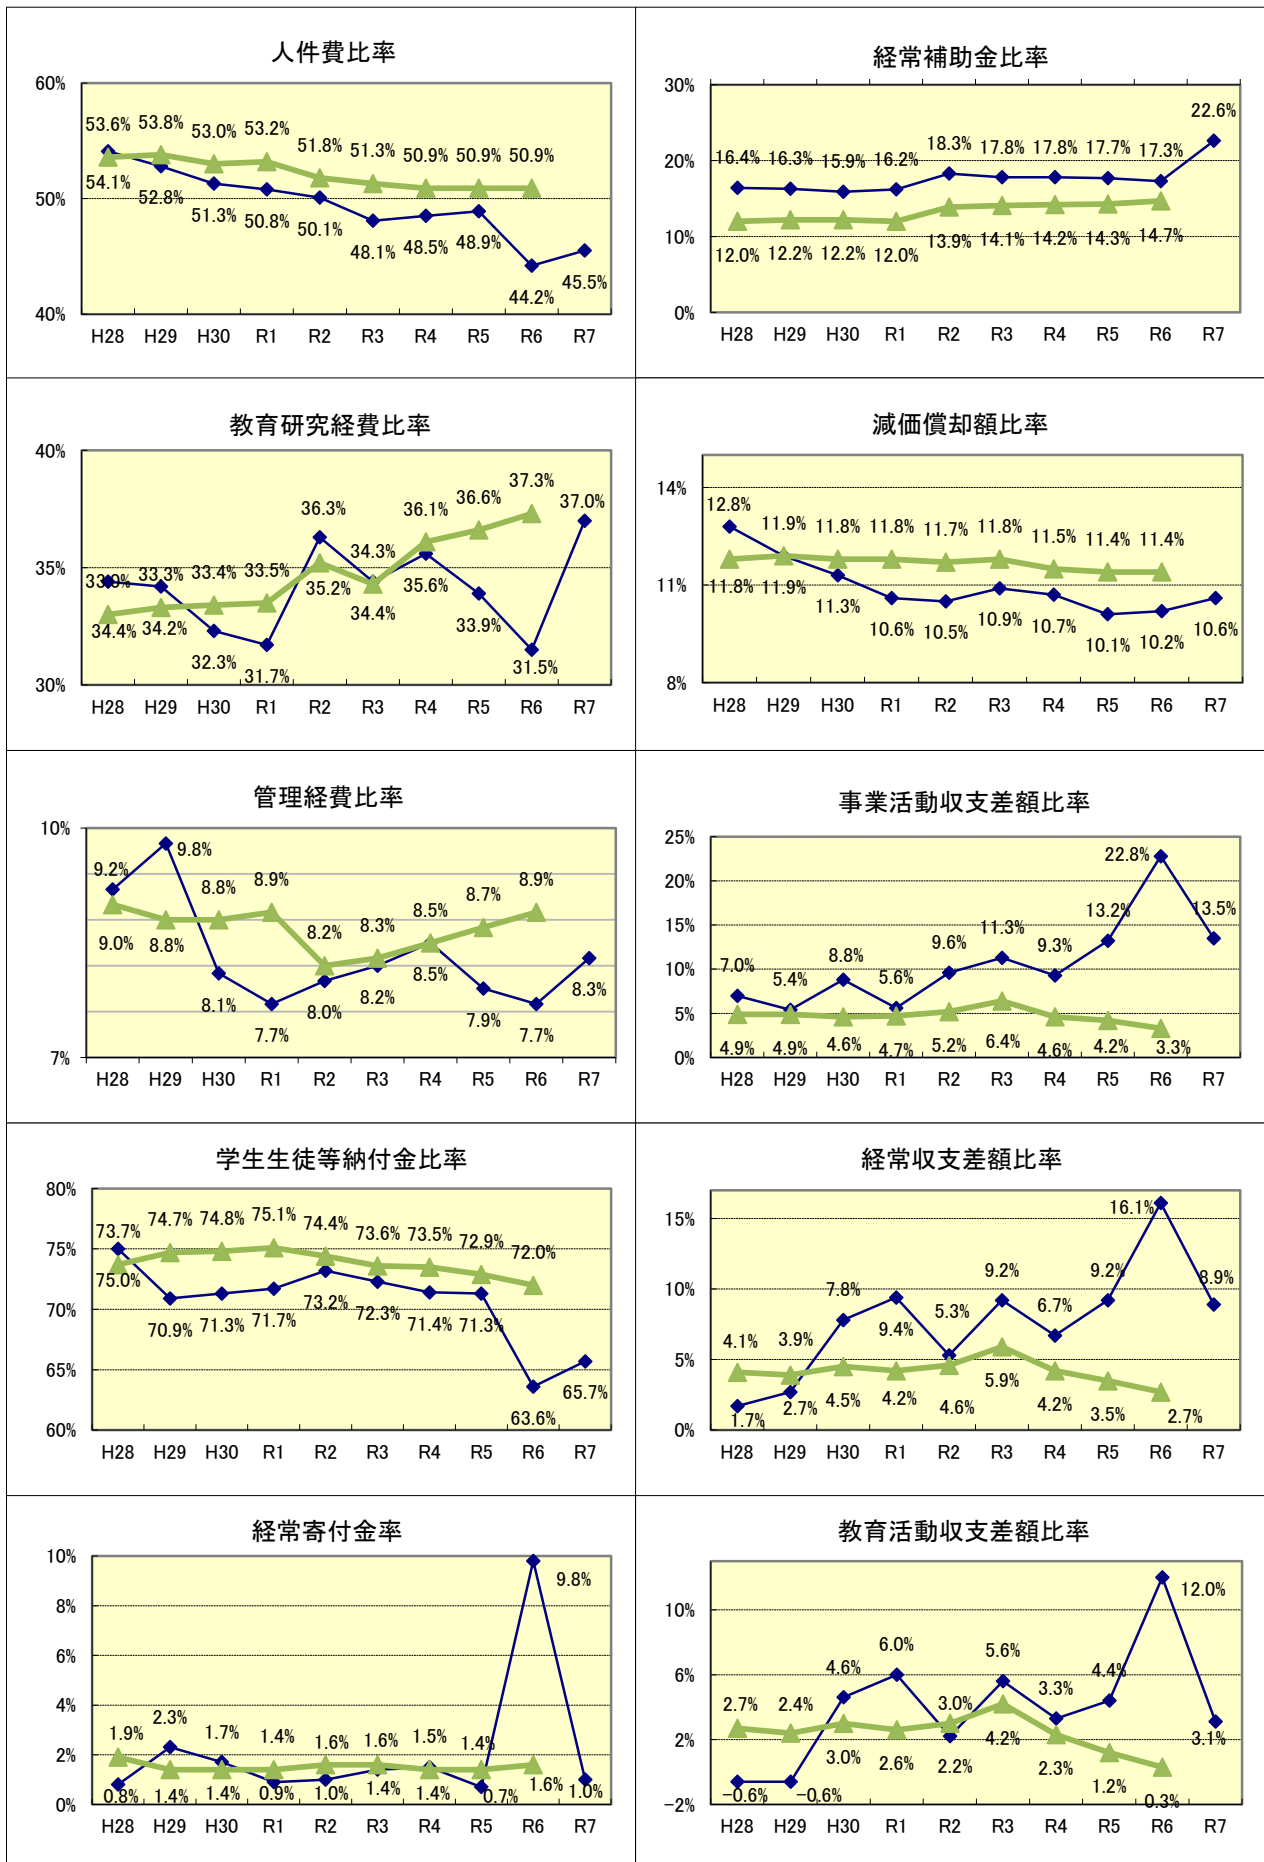 人件費比率
60%
50%
40%
53.6% 53.8% 53.0% 53.2% 51.8% 51.3% 50.9% 50.9% 50.9%
54.1% 52.8% 51.3% 50.8% 50.1% 48.1% 48.5% 48.9% 44.2% 45.5%
H28 H29 H30 R1 R2 R3 R4 R5 R6 R7
経常補助金比率
30%
20%
10%
0%
16.4% 16.3% 15.9% 16.2% 18.3% 17.8% 17.8% 17.7% 17.3% 22.6%
12.0% 12.2% 12.2% 12.0% 13.9% 14.1% 14.2% 14.3% 14.7%
H28 H29 H30 R1 R2 R3 R4 R5 R6 R7
教育研究経費比率
40%
35%
30%
33.0% 33.3% 33.4% 33.5% 36.3% 34.3% 36.1% 36.6% 37.3% 37.0%
34.4% 34.2% 32.3% 31.7% 35.2% 34.4% 35.6% 33.9% 31.5%
H28 H29 H30 R1 R2 R3 R4 R5 R6 R7
減価償却額比率
14%
11%
8%
12.8% 11.9% 11.8% 11.8% 11.7% 11.8% 11.5% 11.4% 11.4%
11.8% 11.9% 11.3% 10.6% 10.5% 10.9% 10.7% 10.1% 10.2% 10.6%
H28 H29 H30 R1 R2 R3 R4 R5 R6 R7
管理経費比率
10%
7%
9.2% 9.8% 8.8% 8.9% 8.2% 8.3% 8.5% 8.7% 8.9%
9.0% 8.8% 8.1% 7.7% 8.0% 8.2% 8.5% 7.9% 7.7% 8.3%
H28 H29 H30 R1 R2 R3 R4 R5 R6 R7
事業活動収支差額比率
25%
20%
15%
10%
5%
0%
7.0% 5.4% 8.8% 5.6% 9.6% 11.3% 9.3% 13.2% 22.8% 13.5%
4.9% 4.9% 4.6% 4.7% 5.2% 6.4% 4.6% 4.2% 3.3%
H28 H29 H30 R1 R2 R3 R4 R5 R6 R7
学生生徒等納付金比率
80%
75%
70%
65%
60%
73.7% 74.7% 74.8% 75.1% 74.4% 73.6% 73.5% 72.9% 72.0%
75.0% 70.9% 71.3% 71.7% 73.2% 72.3% 71.4% 71.3% 63.6% 65.7%
H28 H29 H30 R1 R2 R3 R4 R5 R6 R7
経常収支差額比率
15%
10%
5%
0%
4.1% 3.9% 7.8% 9.4% 5.3% 9.2% 6.7% 9.2% 16.1% 8.9%
1.7% 2.7% 4.5% 4.2% 4.6% 5.9% 4.2% 3.5% 2.7%
H28 H29 H30 R1 R2 R3 R4 R5 R6 R7
経常寄付金率
10%
8%
6%
4%
2%
0%
1.9% 2.3% 1.7% 1.4% 1.6% 1.6% 1.5% 1.4% 9.8%
0.8% 1.4% 1.4% 0.9% 1.0% 1.4% 1.4% 0.7% 1.6% 1.0%
H28 H29 H30 R1 R2 R3 R4 R5 R6 R7
教育活動収支差額比率
10%
6%
2%
-2%
2.7% 2.4% 4.6% 6.0% 3.0% 5.6% 3.3% 4.4% 12.0%
-0.6% -0.6% 3.0% 2.6% 2.2% 4.2% 2.3% 1.2% 0.3% 3.1%
H28 H29 H30 R1 R2 R3 R4 R5 R6 R7